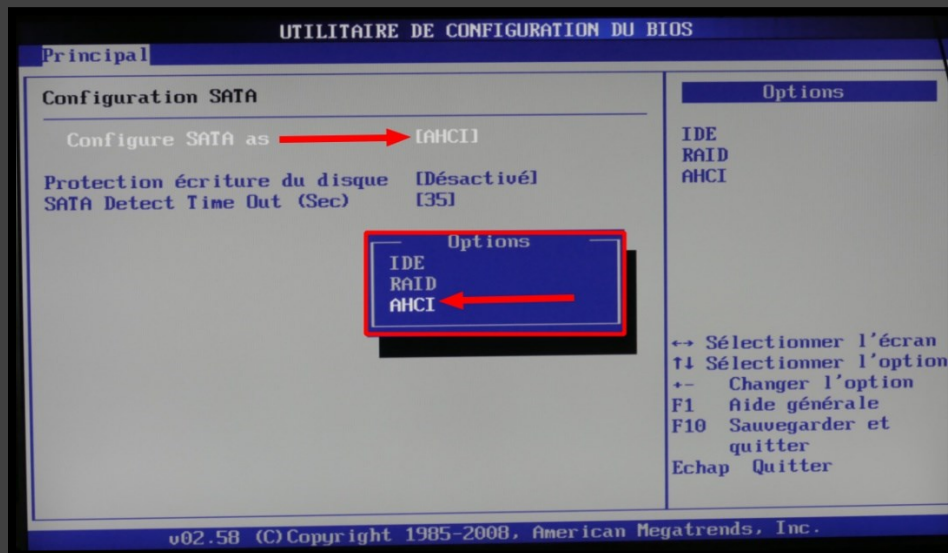 UTILITAIRE DE CONFIGURATION DU BIOS
Principal
Configuration SATA
Configure SATA as [AHCI]
Protection écriture du disque [Désactivé]
SATA Detect Time Out (Sec) [35]
Options
IDE
RAID
AHCI
Options
IDE
RAID
AHCI
←→ Sélectionner l'écran
↑↓ Sélectionner l'option
+- Changer l'option
F1 Aide générale
F10 Sauvegarder et
quitter
Echap Quitter
v02.58 (C)Copyright 1985-2008, American Megatrends, Inc.